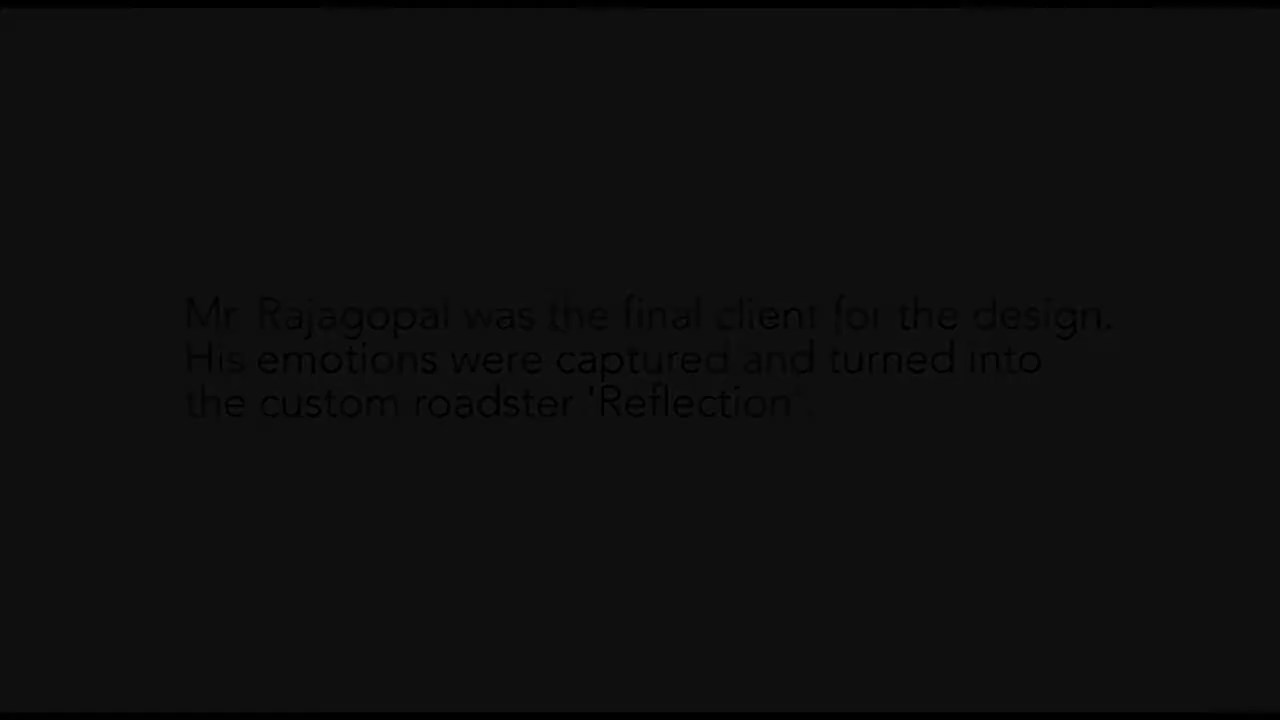 Mr. Rajagopal was the final client for the design.
His emotions were captured and turned into
the custom roadster 'Reflection'.